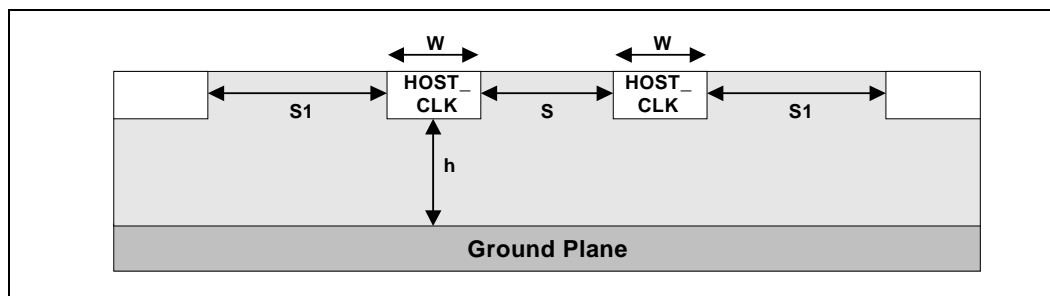 W
W
HOST_
CLK
HOST_
CLK
S1
S
S1
h
Ground Plane